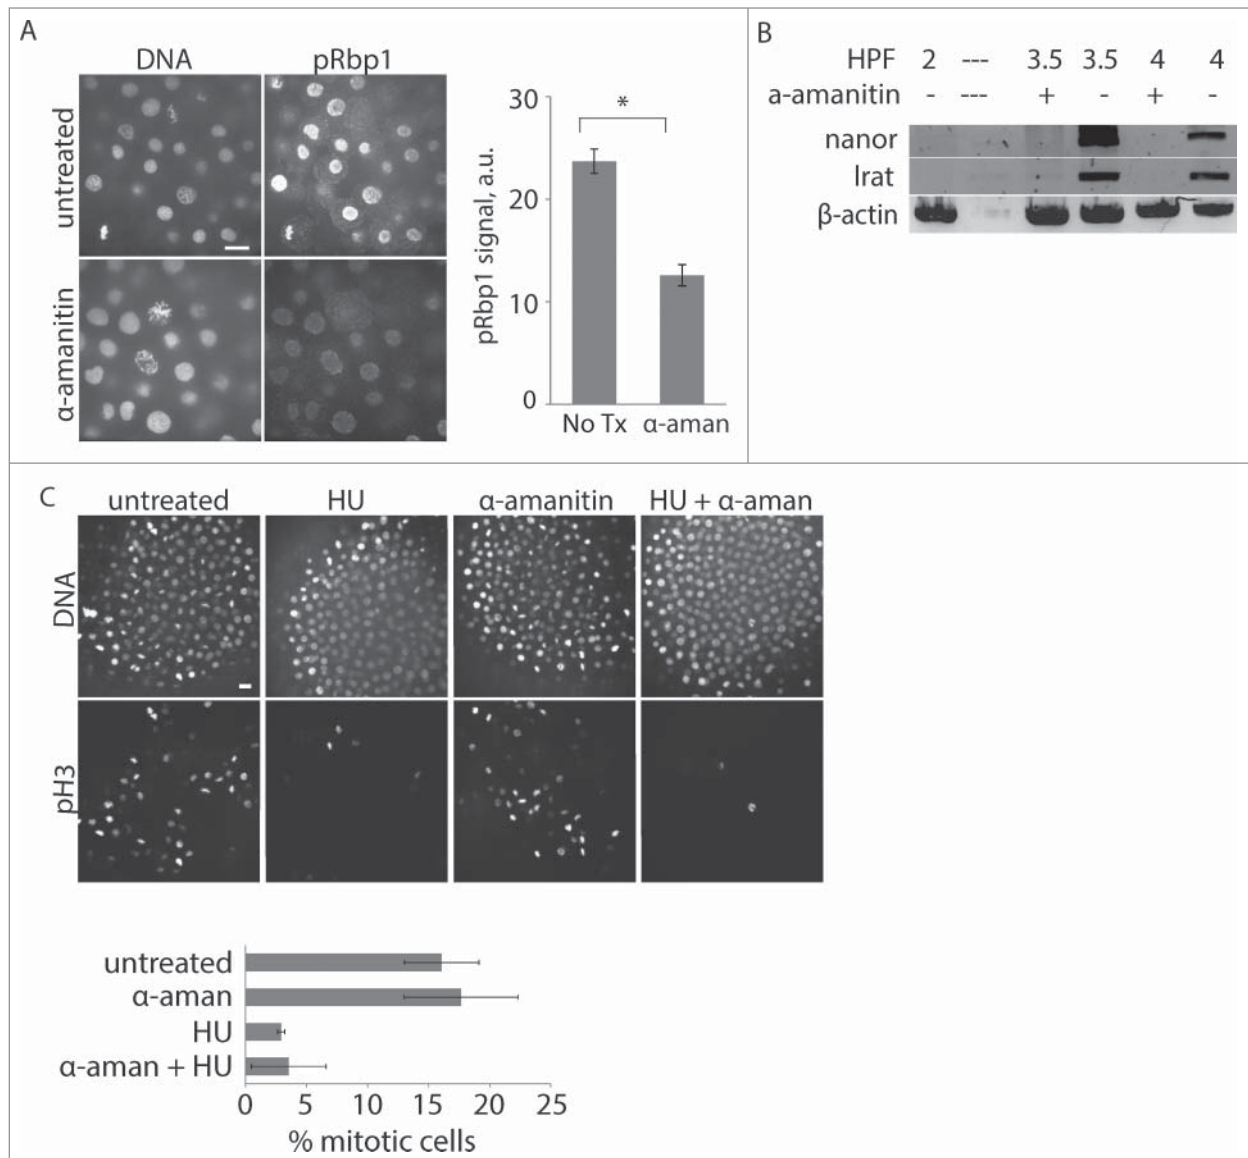 A
DNA pRbp1
untreated
α-amanitin
pRbp1 signal, a.u.
30
20
10
0
*
No Tx α-aman
B
HPF 2 --- 3.5 3.5 4 4
a-amanitin - --- + - + -
nanor
lrat
β-actin
C
untreated HU α-amanitin HU + α-aman
DNA
pH3
untreated
α-aman
HU
α-aman + HU
0 5 10 15 20 25
% mitotic cells